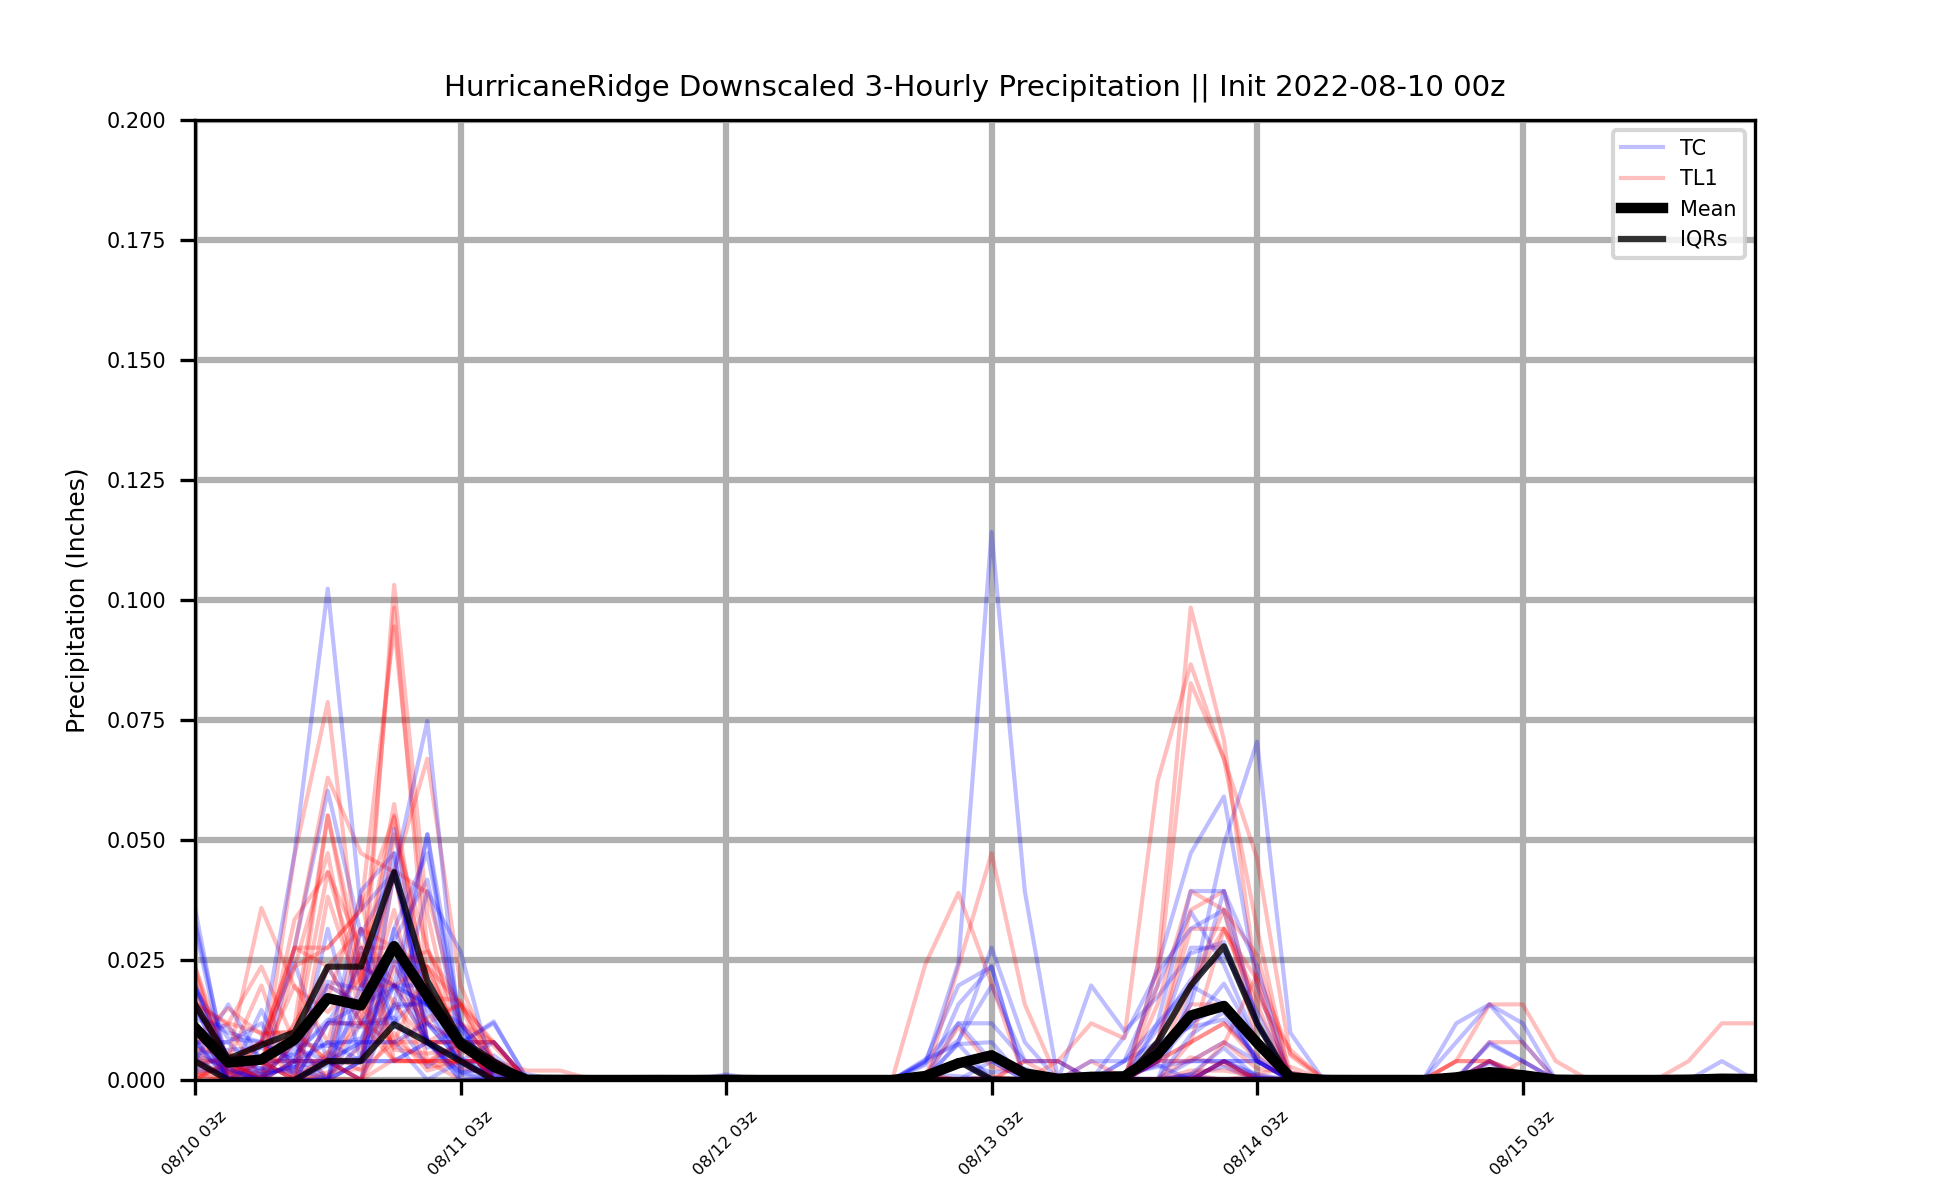 HurricaneRidge Downscaled 3-Hourly Precipitation || Init 2022-08-10 00z
TC
TL1
Mean
IQRs
Precipitation (Inches)
0.200
0.175
0.150
0.125
0.100
0.075
0.050
0.025
0.000
08/10 03z
08/11 03z
08/12 03z
08/13 03z
08/14 03z
08/15 03z